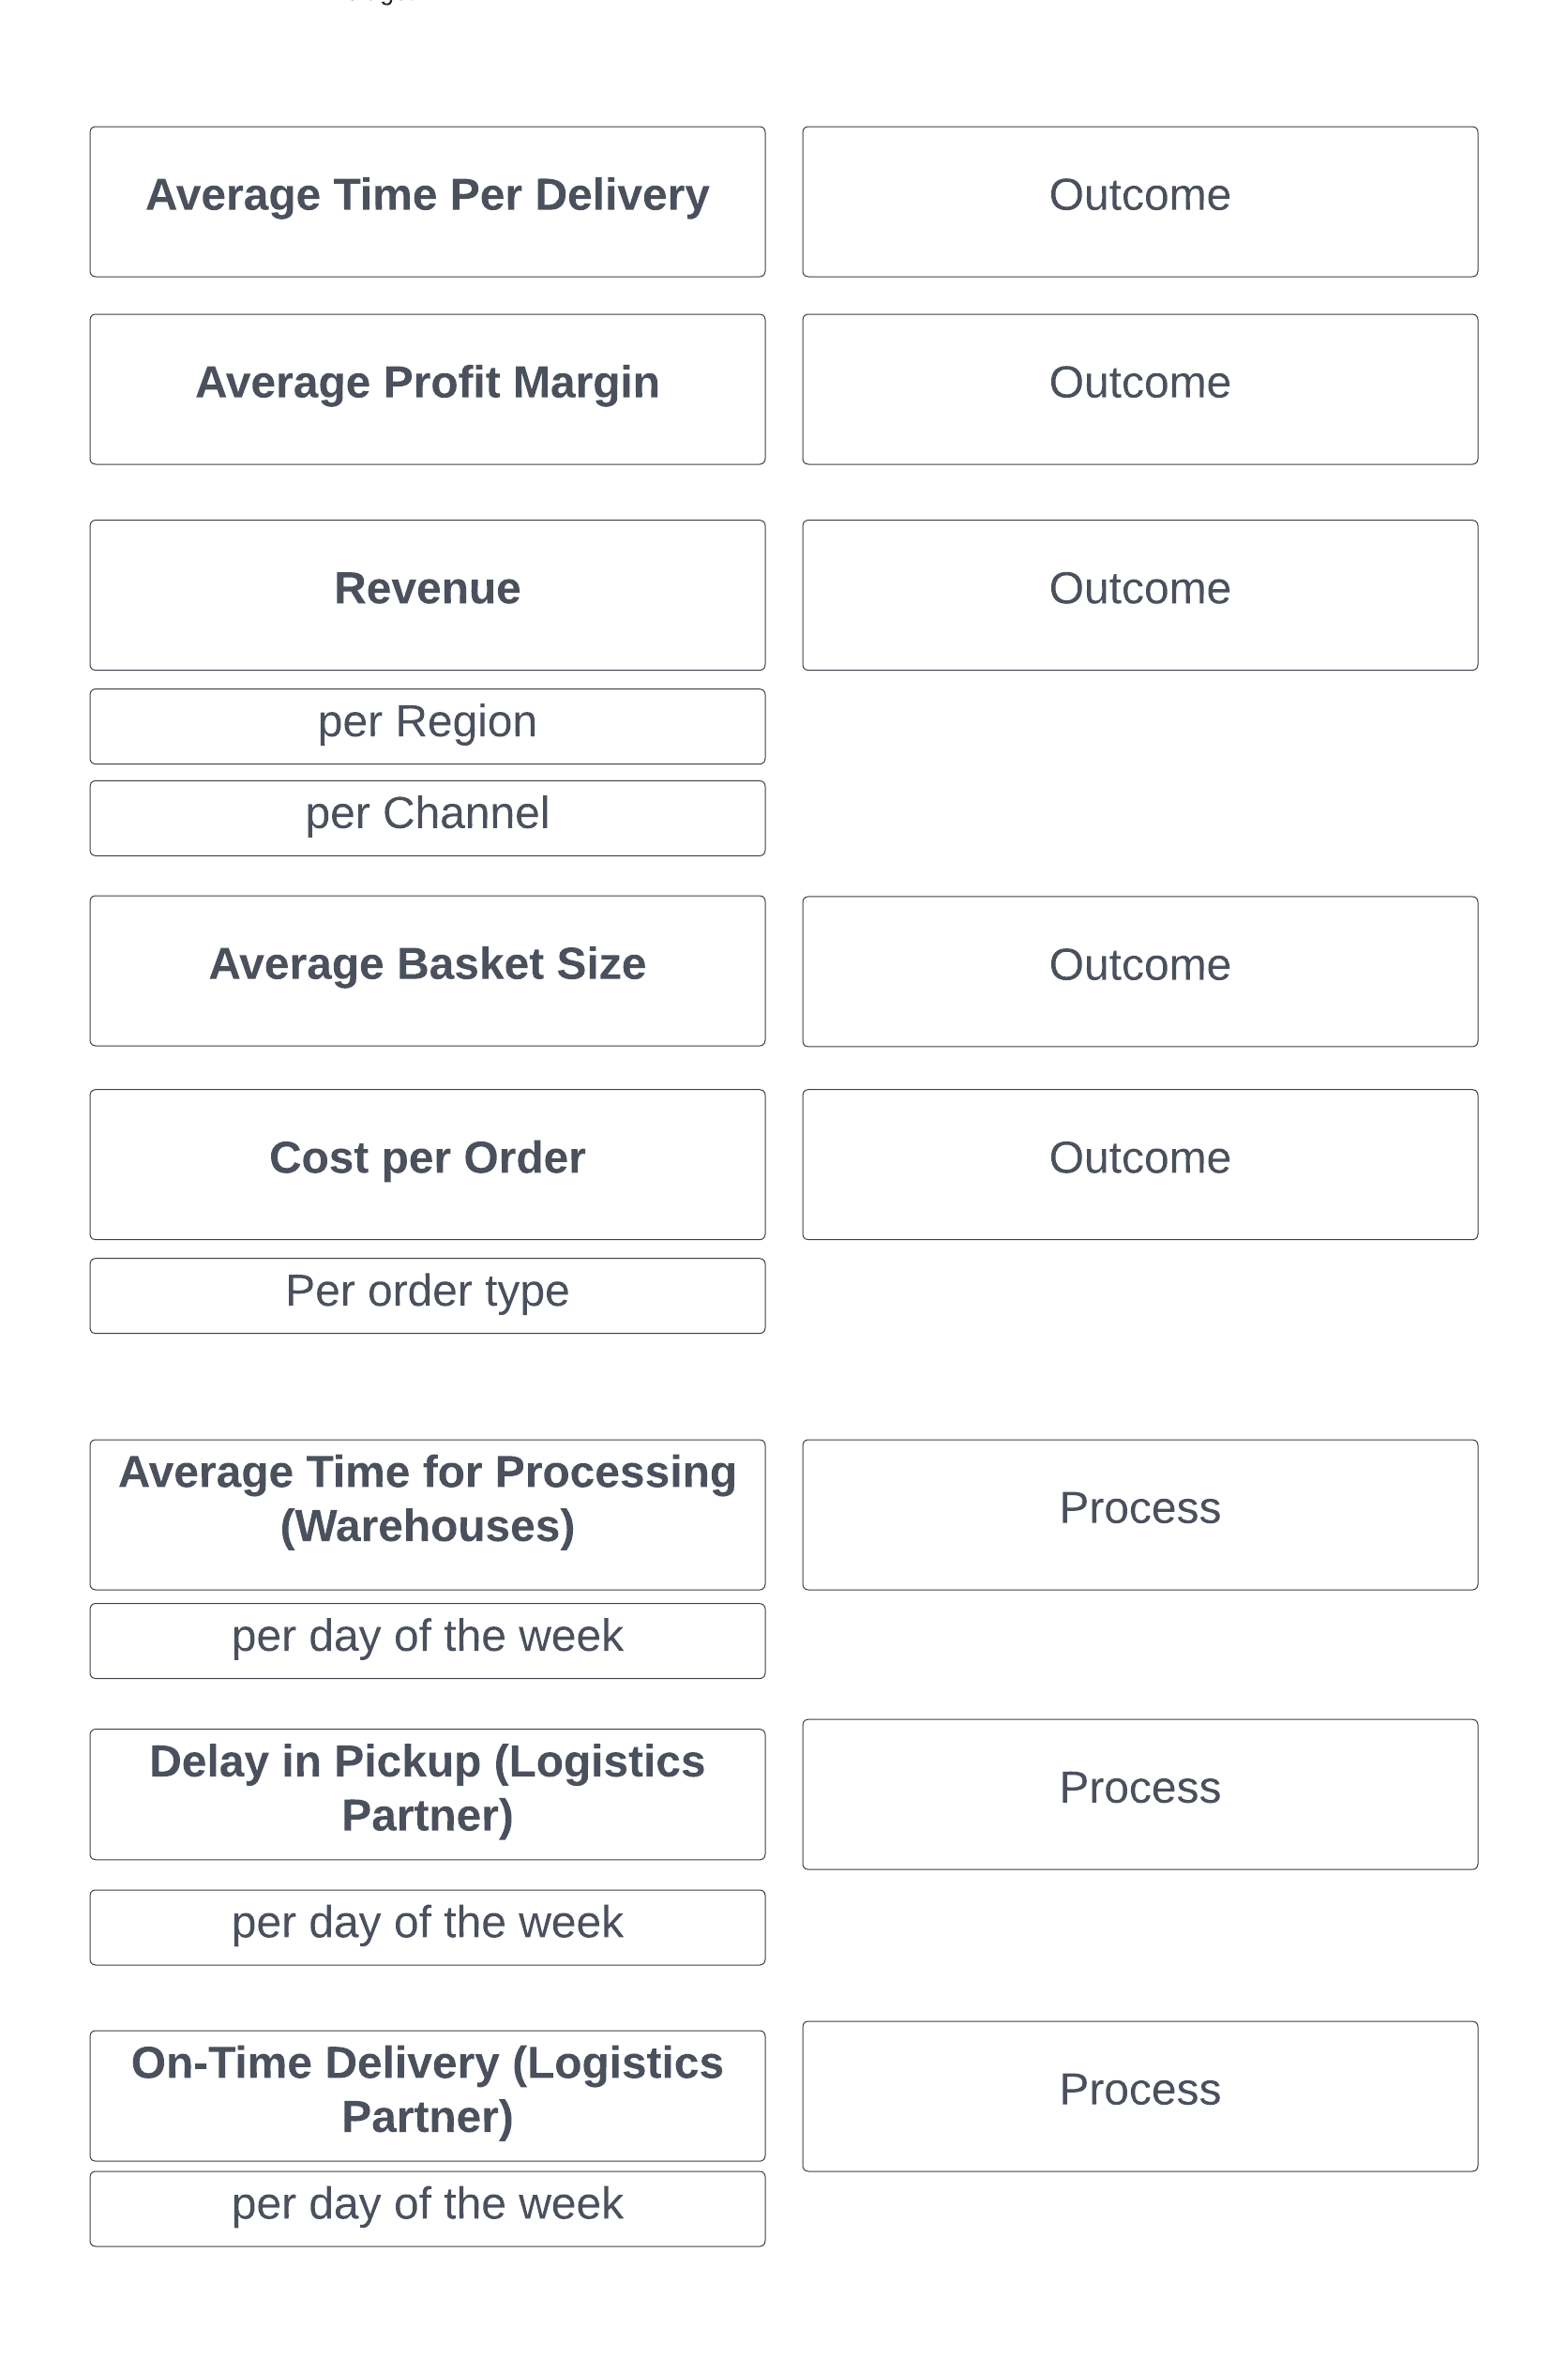 Average Time Per Delivery
Outcome
Average Profit Margin
Outcome
Revenue
Outcome
per Region
per Channel
Average Basket Size
Outcome
Cost per Order
Outcome
Per order type
Average Time for Processing
(Warehouses)
Process
per day of the week
Delay in Pickup (Logistics
Partner)
Process
per day of the week
On-Time Delivery (Logistics
Partner)
Process
per day of the week